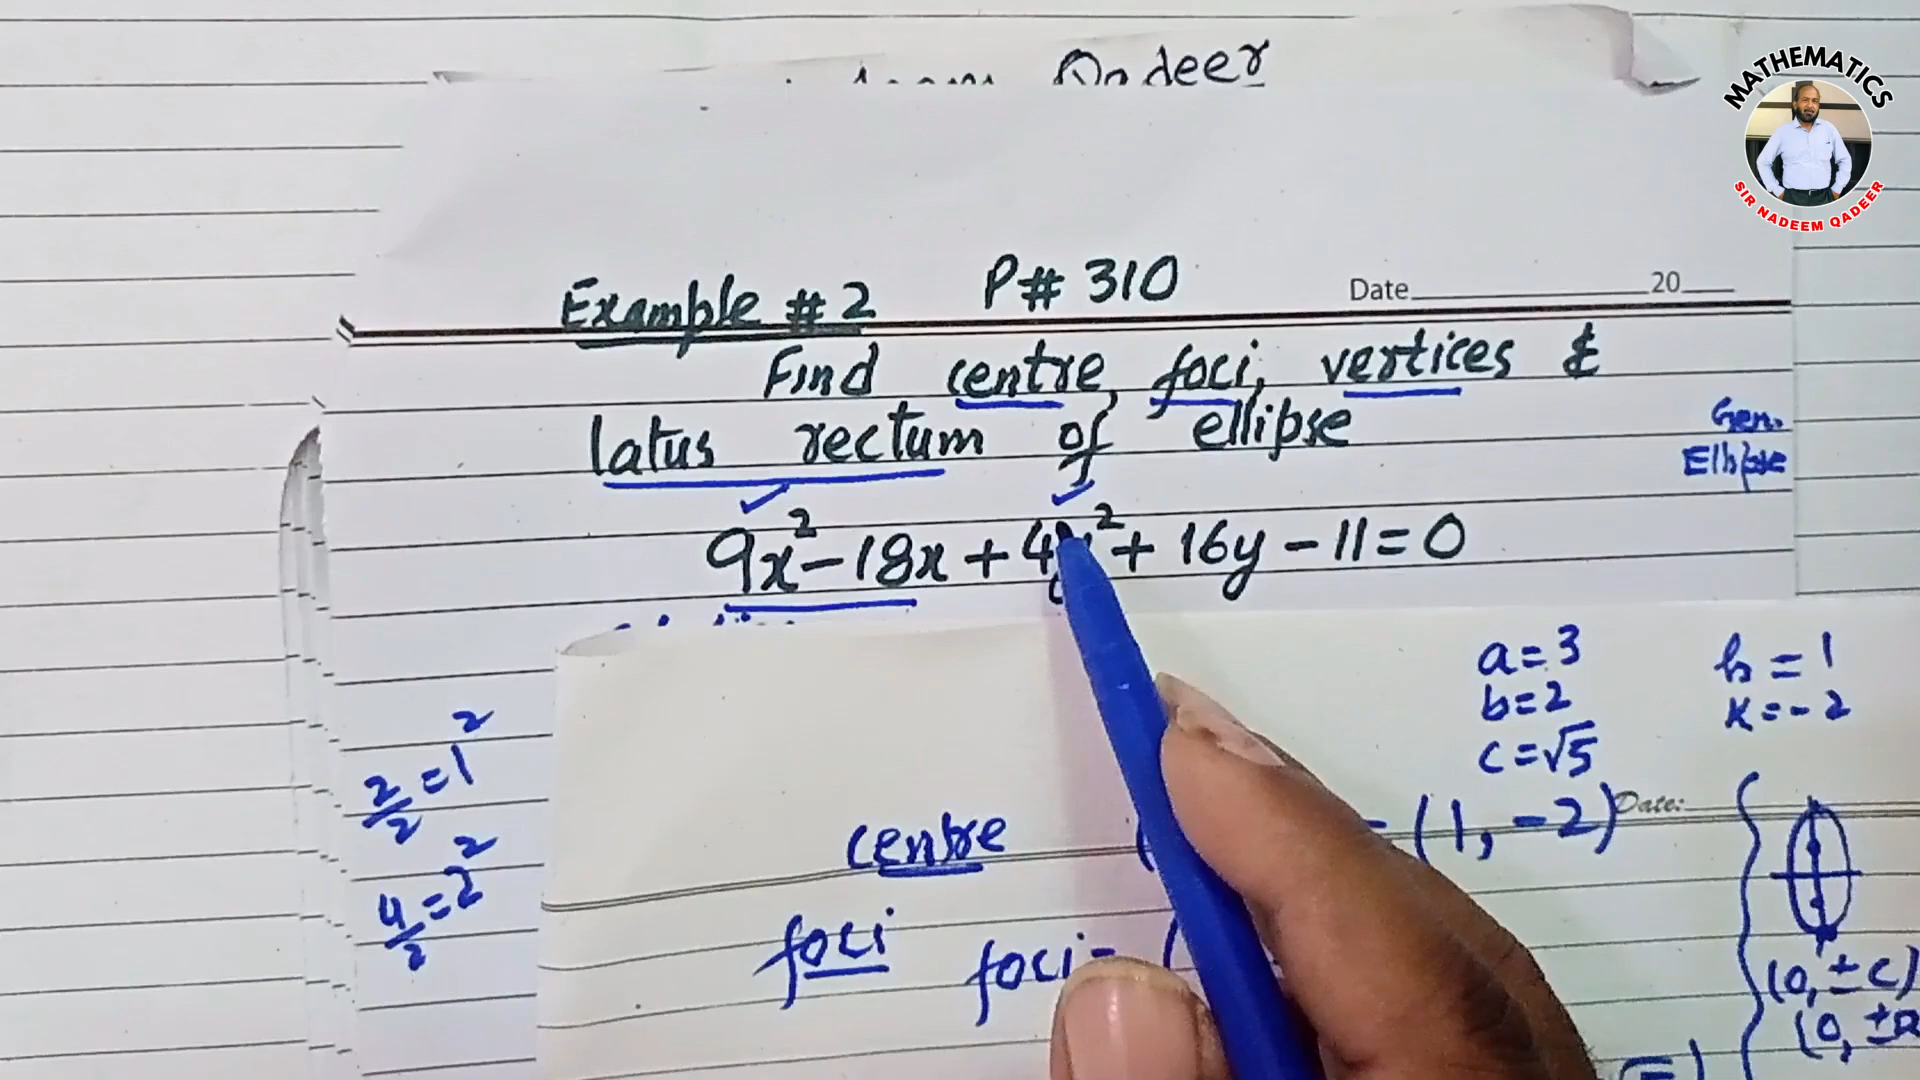 Qadeer
MATHEMATICS
SIR NADEEM QADEER
Example # 2 P# 310
Date 20
Find centre, foci, vertices &
latus rectum of ellipse
Gen.
Ellipse
9x² - 18x + 4y² + 16y - 11 = 0
a = 3 h = 1
b = 2 k = -2
c = √5
2/2 = 1²
4/2 = 2²
Date:
centre ( - (1, -2)
foci foci = (
(0, ±c)
(0, ±a
√5)